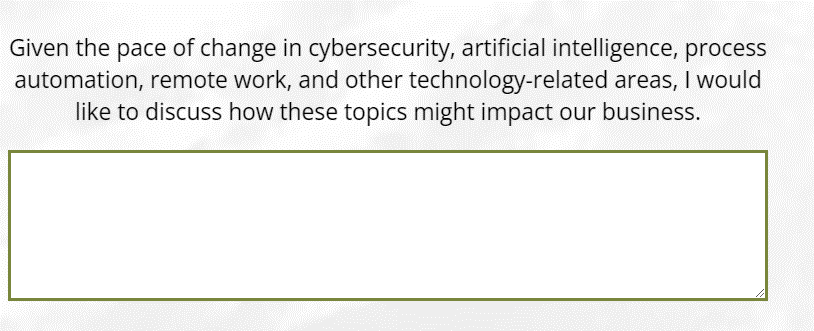 Given the pace of change in cybersecurity, artificial intelligence, process
automation, remote work, and other technology-related areas, I would
like to discuss how these topics might impact our business.